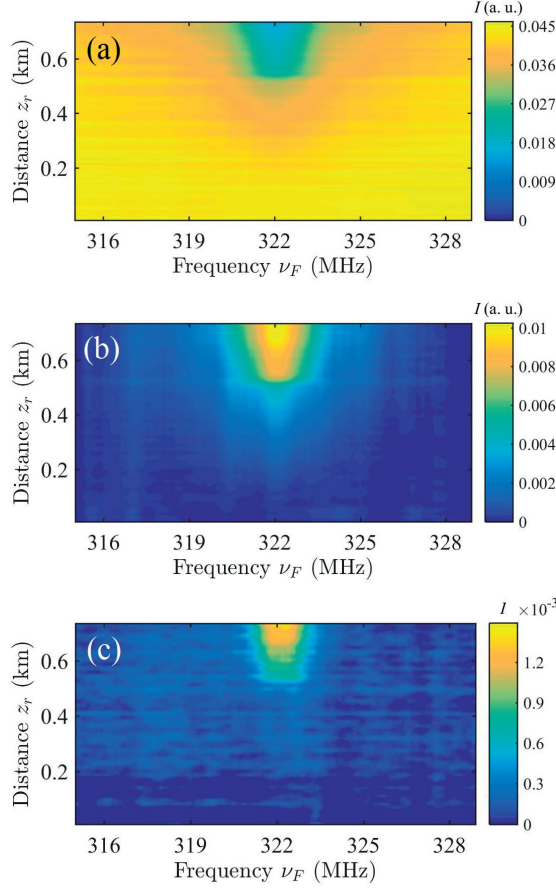 I (a. u.)
(a)
0.045
0.036
0.027
0.018
0.009
0
0.6
0.4
0.2
Distance z_r (km)
316 319 322 325 328
Frequency ν_F (MHz)
I (a. u.)
(b)
0.01
0.008
0.006
0.004
0.002
0
0.6
0.4
0.2
Distance z_r (km)
316 319 322 325 328
Frequency ν_F (MHz)
I ×10⁻³
(c)
1.2
0.9
0.6
0.3
0
0.6
0.4
0.2
Distance z_r (km)
316 319 322 325 328
Frequency ν_F (MHz)